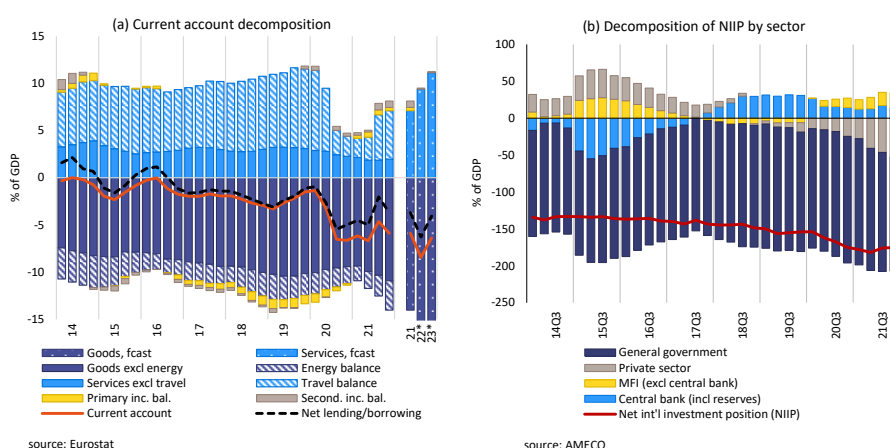 (a) Current account decomposition
15
10
5
0
-5
-10
-15
% of GDP
14
15
16
17
18
19
20
21
21
22*
23*
Goods, fcast
Services, fcast
Goods excl energy
Energy balance
Services excl travel
Travel balance
Primary inc. bal.
Second. inc. bal.
Current account
Net lending/borrowing
source: Eurostat
(b) Decomposition of NIIP by sector
100
50
0
-50
-100
-150
-200
-250
% of GDP
14Q3
15Q3
16Q3
17Q3
18Q3
19Q3
20Q3
21Q3
General government
Private sector
MFI (excl central bank)
Central bank (incl reserves)
Net int'l investment position (NIIP)
source: AMECO